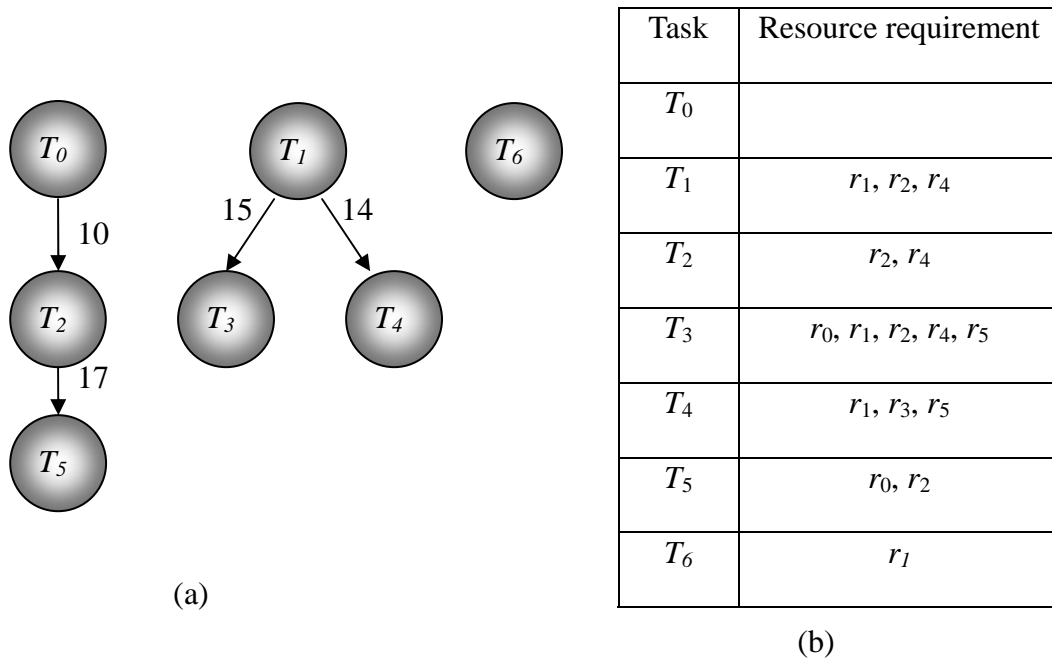 T0
T1
T6
15
14
10
T2
T3
T4
17
T5
(a)
Task Resource requirement
T0
T1 r1, r2, r4
T2 r2, r4
T3 r0, r1, r2, r4, r5
T4 r1, r3, r5
T5 r0, r2
T6 r1
(b)